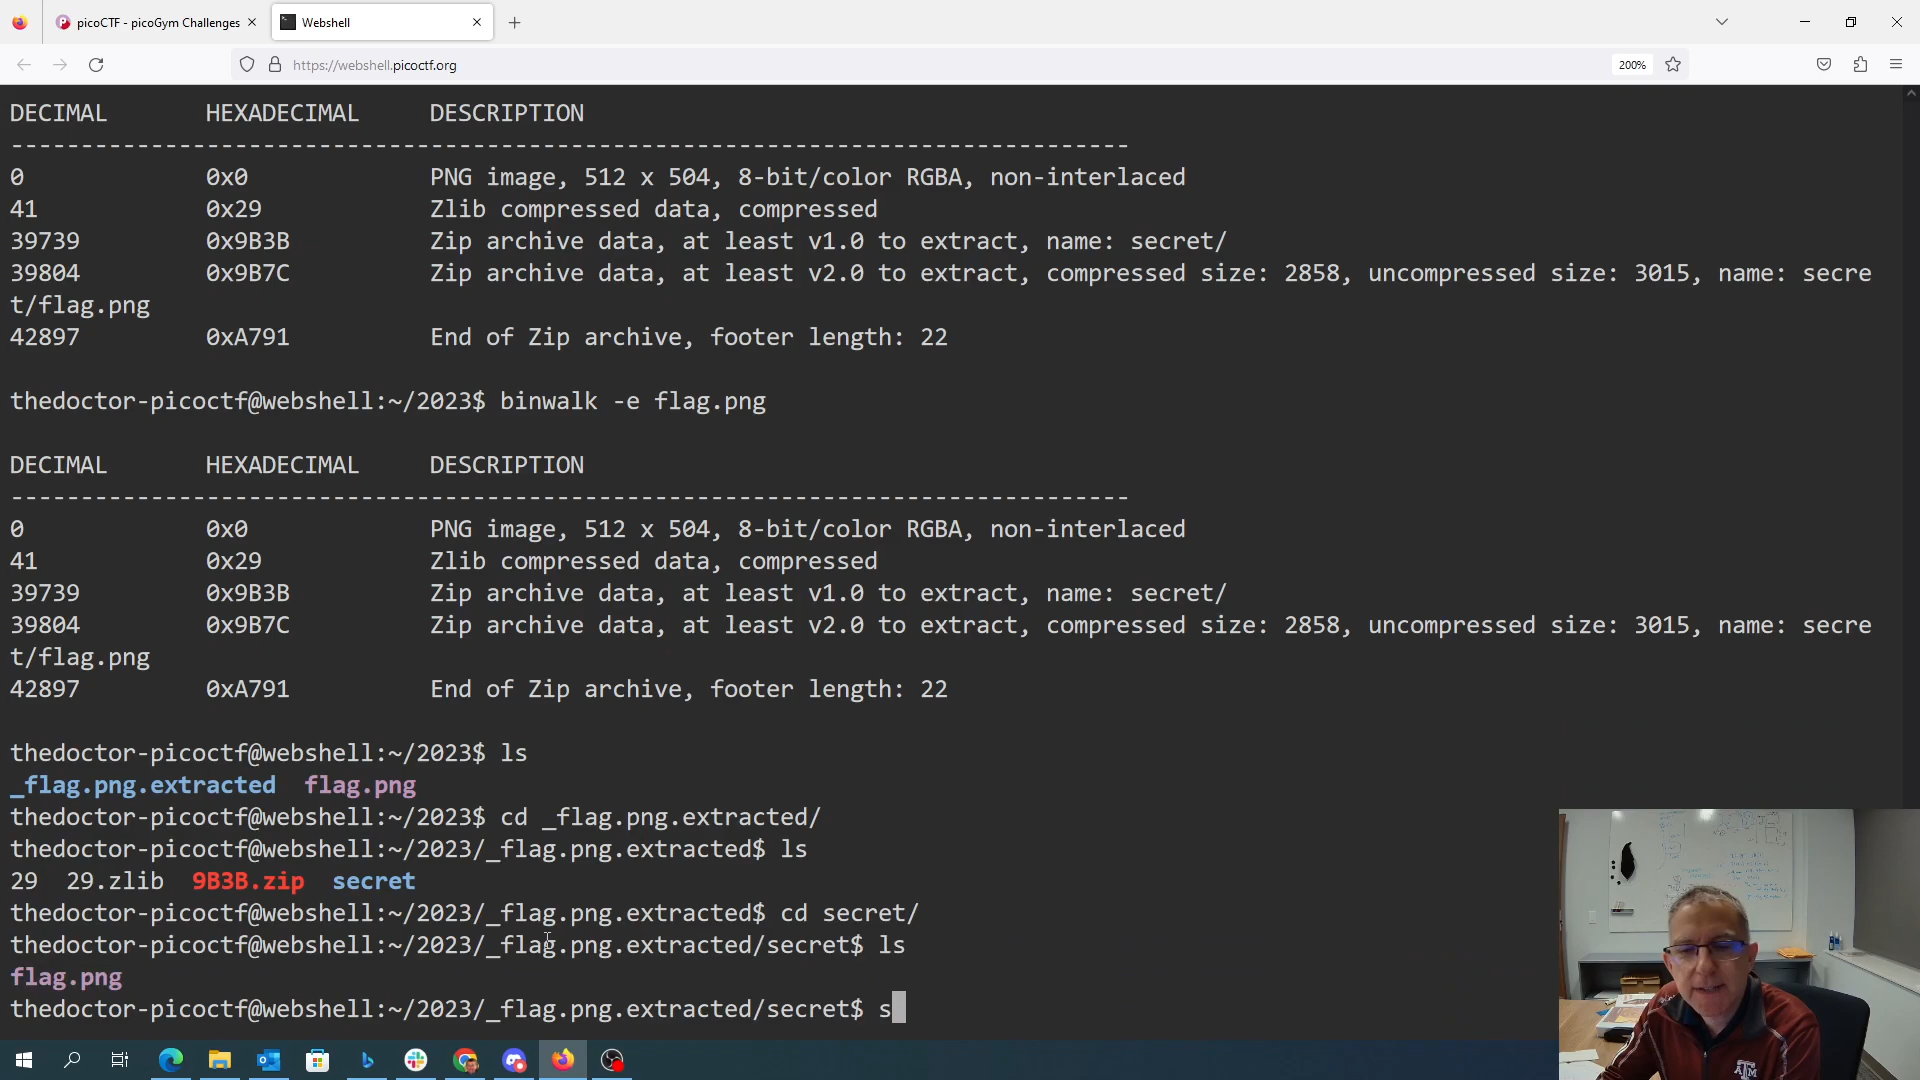 picoCTF - picoGym Challenges
Webshell
https://webshell.picoctf.org
200%
DECIMAL HEXADECIMAL DESCRIPTION
--------------------------------------------------------------------------------
0 0x0 PNG image, 512 x 504, 8-bit/color RGBA, non-interlaced
41 0x29 Zlib compressed data, compressed
39739 0x9B3B Zip archive data, at least v1.0 to extract, name: secret/
39804 0x9B7C Zip archive data, at least v2.0 to extract, compressed size: 2858, uncompressed size: 3015, name: secre
t/flag.png
42897 0xA791 End of Zip archive, footer length: 22
thedoctor-picoctf@webshell:~/2023$ binwalk -e flag.png
DECIMAL HEXADECIMAL DESCRIPTION
--------------------------------------------------------------------------------
0 0x0 PNG image, 512 x 504, 8-bit/color RGBA, non-interlaced
41 0x29 Zlib compressed data, compressed
39739 0x9B3B Zip archive data, at least v1.0 to extract, name: secret/
39804 0x9B7C Zip archive data, at least v2.0 to extract, compressed size: 2858, uncompressed size: 3015, name: secre
t/flag.png
42897 0xA791 End of Zip archive, footer length: 22
thedoctor-picoctf@webshell:~/2023$ ls
_flag.png.extracted flag.png
thedoctor-picoctf@webshell:~/2023$ cd _flag.png.extracted/
thedoctor-picoctf@webshell:~/2023/_flag.png.extracted$ ls
29 29.zlib 9B3B.zip secret
thedoctor-picoctf@webshell:~/2023/_flag.png.extracted$ cd secret/
thedoctor-picoctf@webshell:~/2023/_flag.png.extracted/secret$ ls
flag.png
thedoctor-picoctf@webshell:~/2023/_flag.png.extracted/secret$ s
ATM